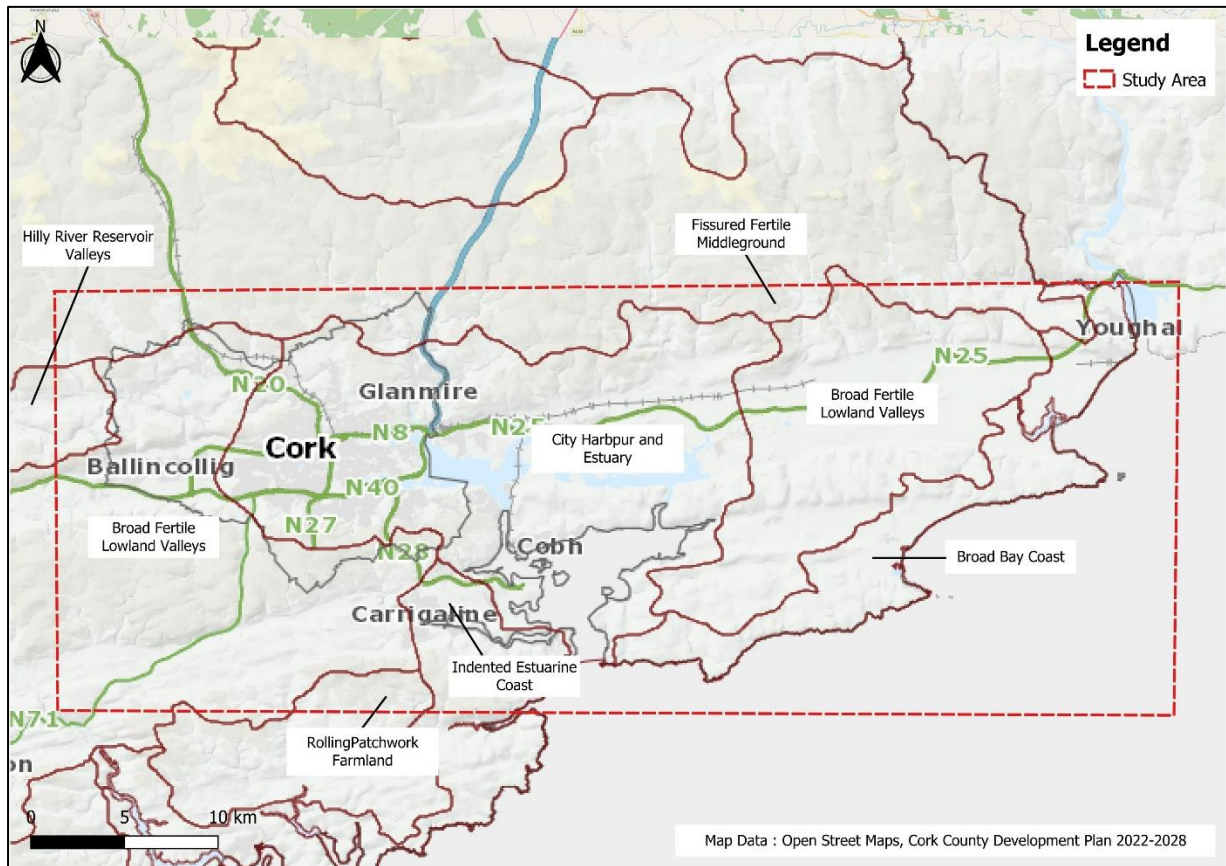 N
Legend
Study Area
Hilly River Reservoir
Valleys
Fissured Fertile
Middleground
Youghal
N25
N20
Glanmire
Broad Fertile
Lowland Valleys
N8
N25
City Harbpur and
Estuary
Cork
Ballincollig
N40
Broad Fertile
Lowland Valleys
N27
N28
Cobh
Broad Bay Coast
Carrigaline
Indented Estuarine
Coast
N71
RollingPatchwork
Farmland
on
0 5 10 km
Map Data : Open Street Maps, Cork County Development Plan 2022-2028